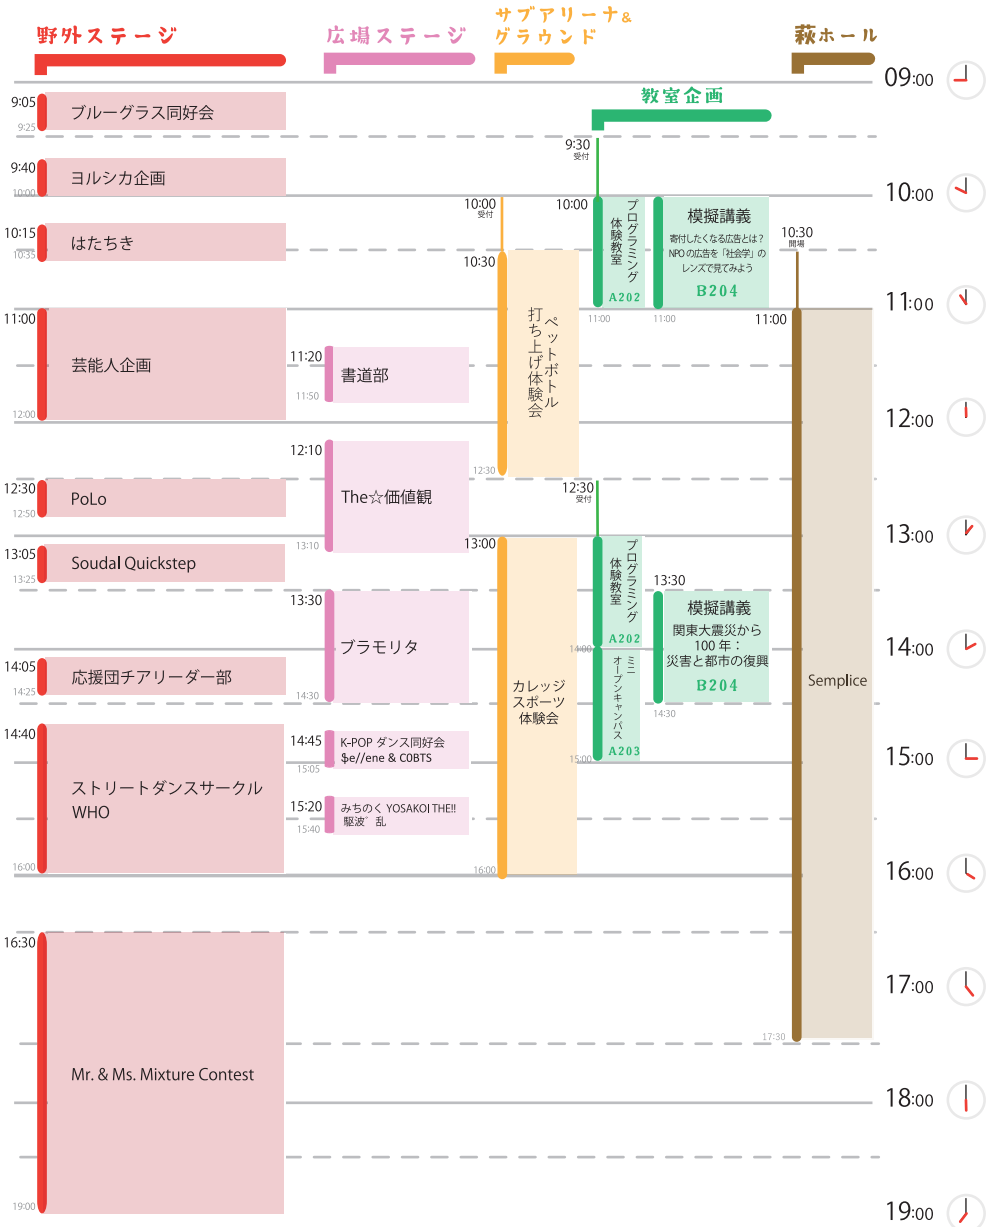 野外ステージ
9:05
ブルーグラス同好会
9:25
9:40
ヨルシカ企画
10:00
10:15
はたちき
10:35
11:00
芸能人企画
12:00
12:30
PoLo
12:50
13:05
Soudal Quickstep
13:25
14:05
応援団チアリーダー部
14:25
14:40
ストリートダンスサークル
WHO
16:00
16:30
Mr. & Ms. Mixture Contest
19:00
広場ステージ
11:20
書道部
11:50
12:10
The☆価値観
13:10
13:30
ブラモリタ
14:30
14:45
K-POP ダンス同好会
$e//ene & C0BTS
15:05
15:20
みちのく YOSAKOI THE!!
駆波゛乱
15:40
サブアリーナ&
グラウンド
10:00
受付
10:30
ペットボトル
打ち上げ体験会
12:30
13:00
カレッジ
スポーツ
体験会
16:00
教室企画
9:30
受付
10:00
プログラミング
体験教室
A202
11:00
模擬講義
寄付したくなる広告とは？
NPOの広告を「社会学」の
レンズで見てみよう
B204
11:00
12:30
受付
プログラミング
体験教室
A202
14:00
ミニ
オープンキャンパス
A203
15:00
13:30
模擬講義
関東大震災から
100 年：
災害と都市の復興
B204
14:30
萩ホール
10:30
開場
11:00
Semplice
17:30
09:00
10:00
11:00
12:00
13:00
14:00
15:00
16:00
17:00
18:00
19:00